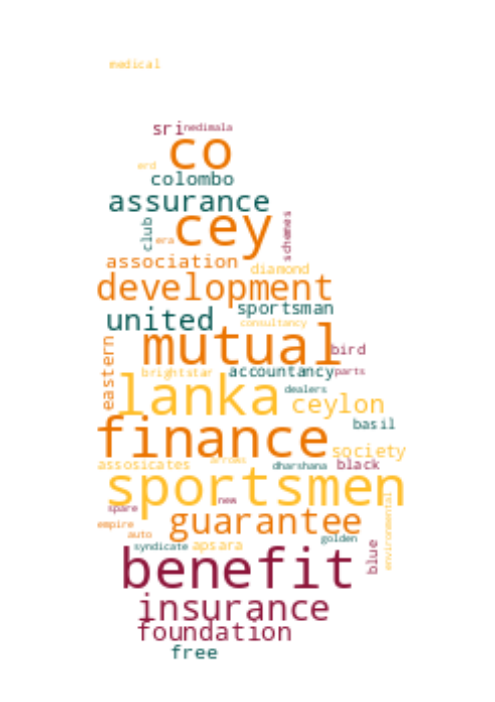 medical
sri nedimala
co
erd
colombo
assurance
cey
club
era
schemes
association
diamond
development
sportsman
united
consultancy
mutual
bird
eastern
brightstar
accountancy parts
lanka
dealers
ceylon
basil
finance
society
assosicates
dharshana
black
sportsmen
new
spare
environmental
guarantee
empire
auto
golden
syndicate
apsara
blue
benefit
insurance
foundation
free